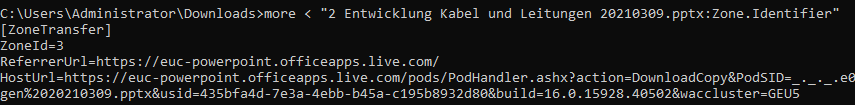 C:\Users\Administrator\Downloads>more < "2 Entwicklung Kabel und Leitungen 20210309.pptx:Zone.Identifier"
[ZoneTransfer]
ZoneId=3
ReferrerUrl=https://euc-powerpoint.officeapps.live.com/
HostUrl=https://euc-powerpoint.officeapps.live.com/pods/PodHandler.ashx?action=DownloadCopy&PodSID=_._._.e0
gen%2020210309.pptx&usid=435bfa4d-7e3a-4ebb-b45a-c195b8932d80&build=16.0.15928.40502&waccluster=GEU5